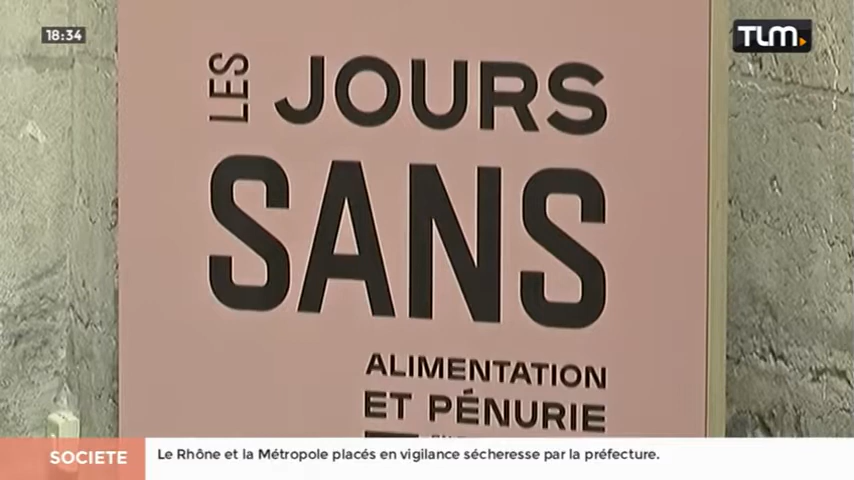 18:34
TLM
LES
JOURS
SANS
ALIMENTATION
ET PÉNURIE
SOCIETE
Le Rhône et la Métropole placés en vigilance sécheresse par la préfecture.